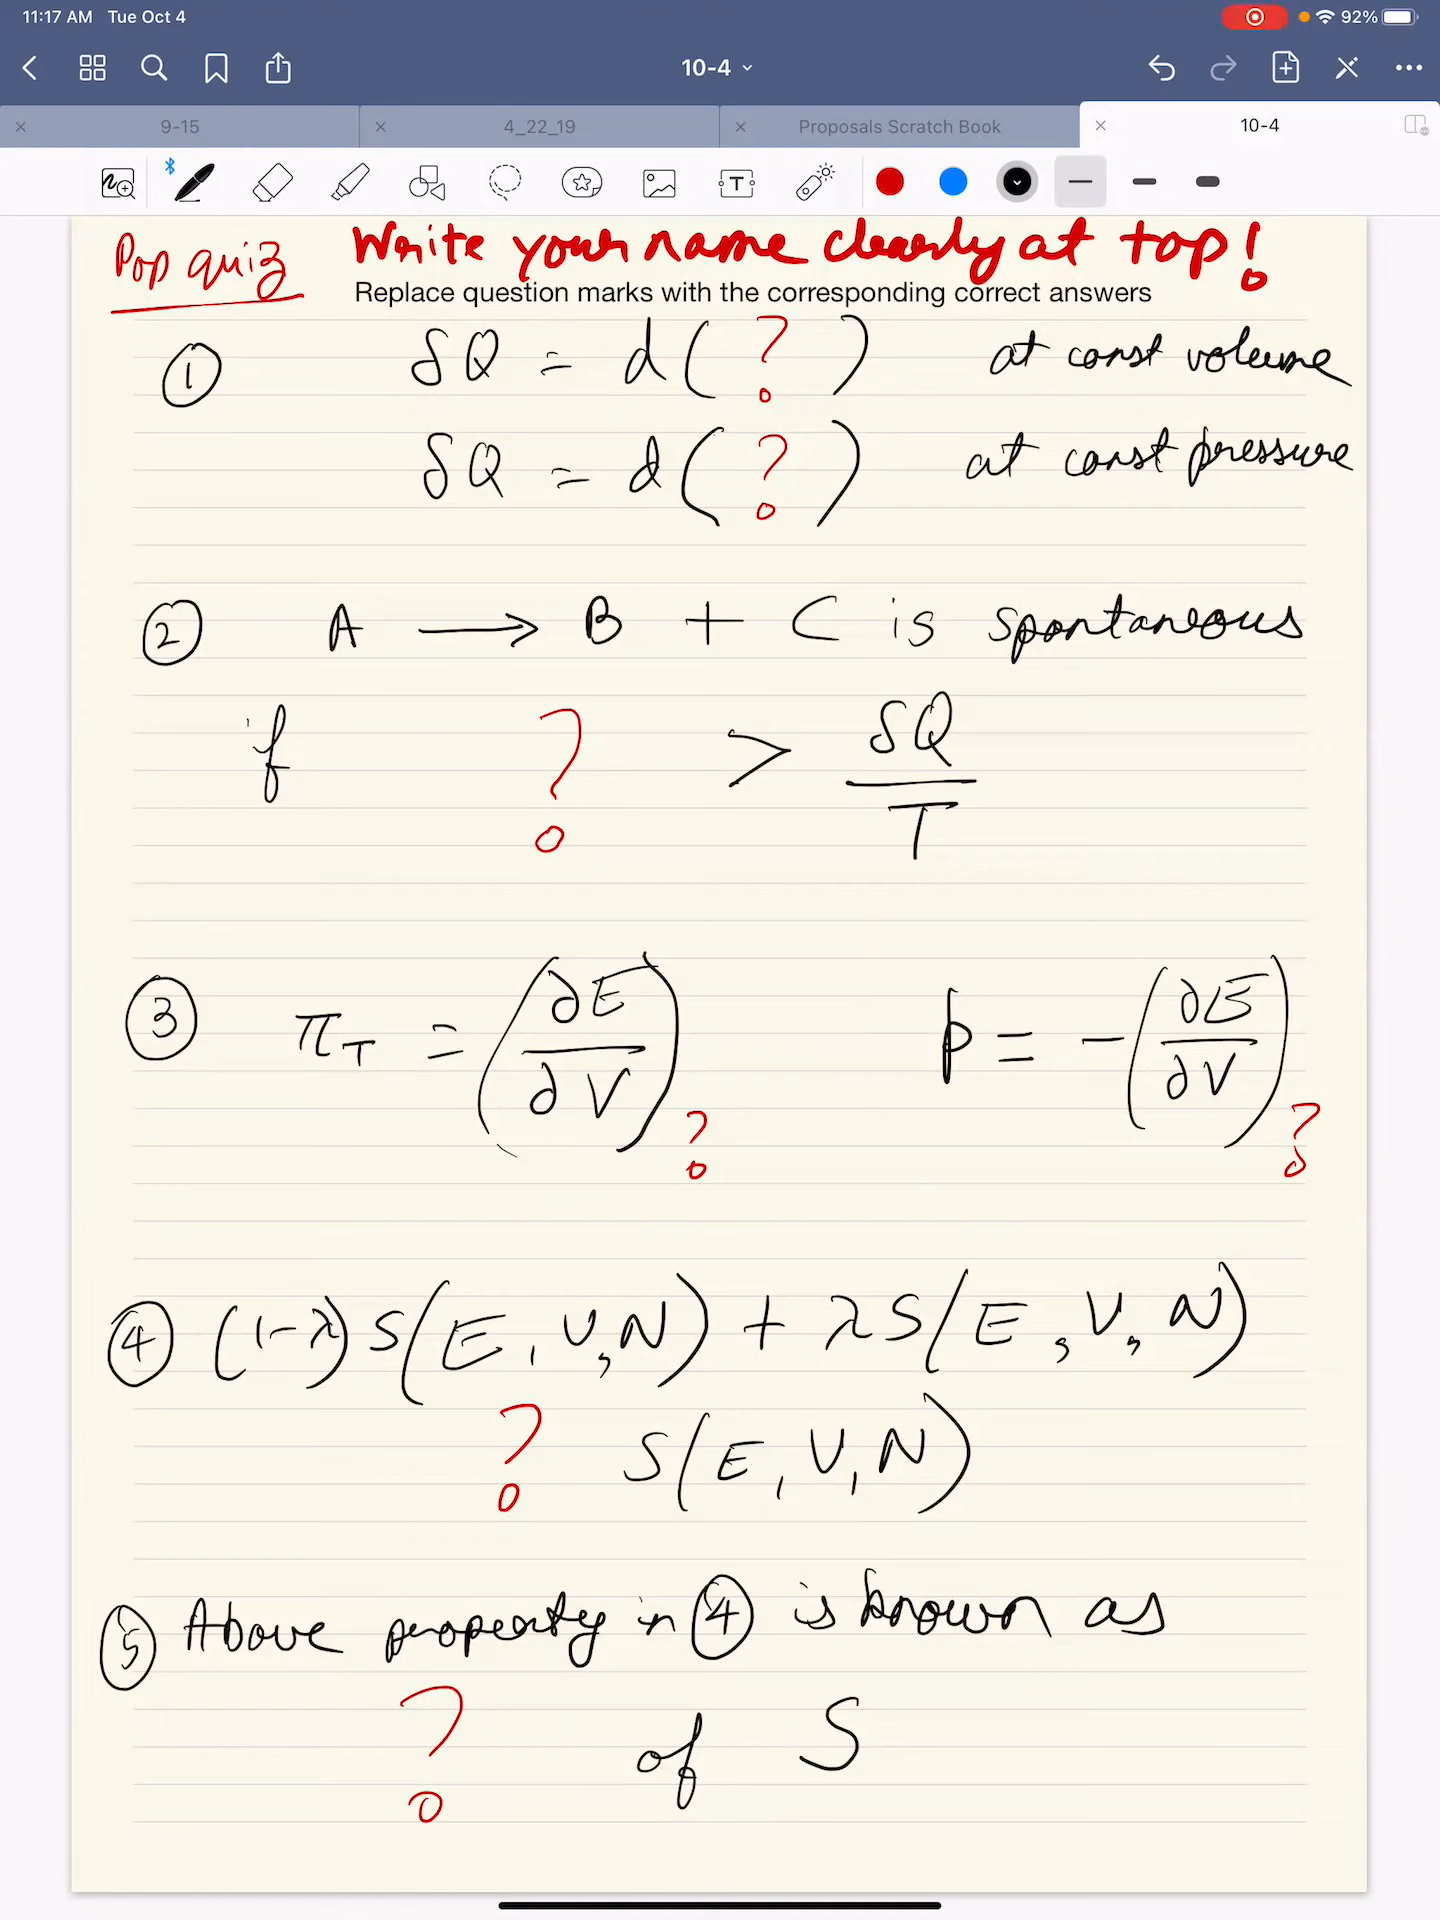 11:17 AM Tue Oct 4 92%
10-4
9-15 4_22_19 Proposals Scratch Book 10-4
Pop quiz Write your name clearly at top!
Replace question marks with the corresponding correct answers
① δQ = d( ? ) at const volume
δQ = d( ? ) at const pressure
② A → B + C is spontaneous
if ? > δQ/T
③ π_T = (∂E/∂V)_? p = -(∂E/∂V)_?
④ (1-λ) S(E, V, N) + λS(E, V, N)
? S(E, V, N)
⑤ Above property in ④ is known as
? of S